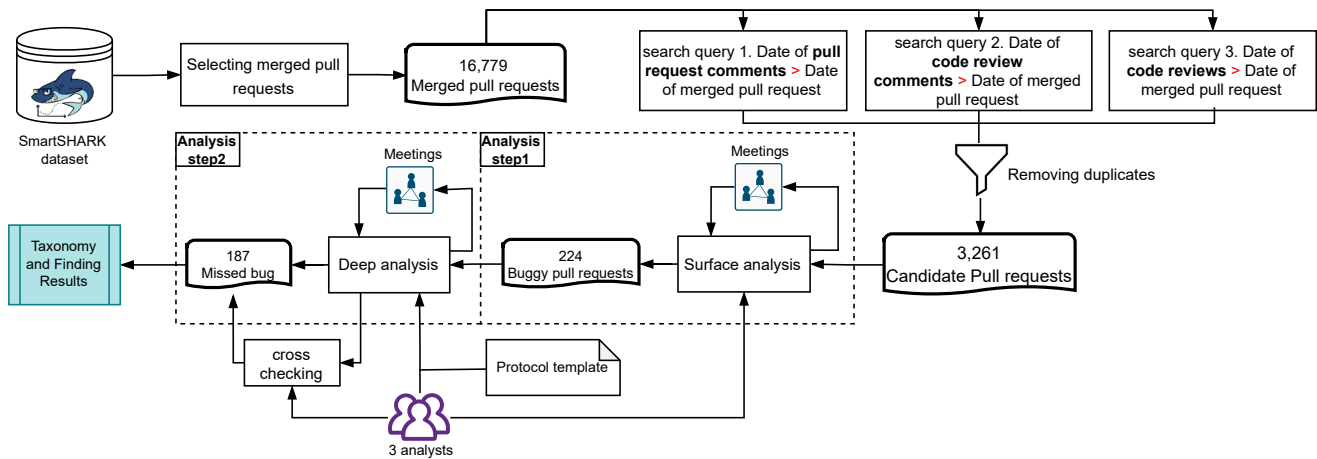 SmartSHARK
dataset
Selecting merged pull
requests
16,779
Merged pull requests
search query 1. Date of pull
request comments > Date
of merged pull request
search query 2. Date of
code review
comments > Date of merged
pull request
search query 3. Date of
code reviews > Date of
merged pull request
Removing duplicates
3,261
Candidate Pull requests
Analysis
step1
Meetings
Surface analysis
224
Buggy pull requests
Analysis
step2
Meetings
Deep analysis
187
Missed bug
Taxonomy
and Finding
Results
cross
checking
Protocol template
3 analysts